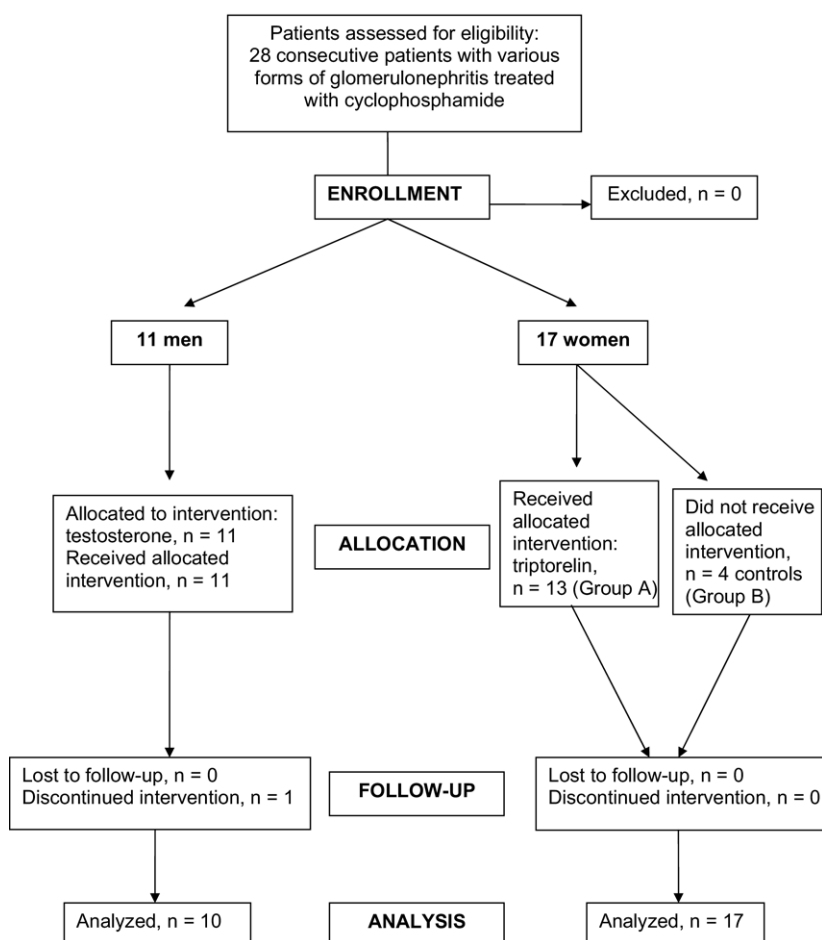 Patients assessed for eligibility:
28 consecutive patients with various
forms of glomerulonephritis treated
with cyclophosphamide
ENROLLMENT
Excluded, n = 0
11 men
17 women
Allocated to intervention:
testosterone, n = 11
Received allocated
intervention, n = 11
ALLOCATION
Received
allocated
intervention:
triptorelin,
n = 13 (Group A)
Did not receive
allocated
intervention,
n = 4 controls
(Group B)
Lost to follow-up, n = 0
Discontinued intervention, n = 1
FOLLOW-UP
Lost to follow-up, n = 0
Discontinued intervention, n = 0
Analyzed, n = 10
ANALYSIS
Analyzed, n = 17